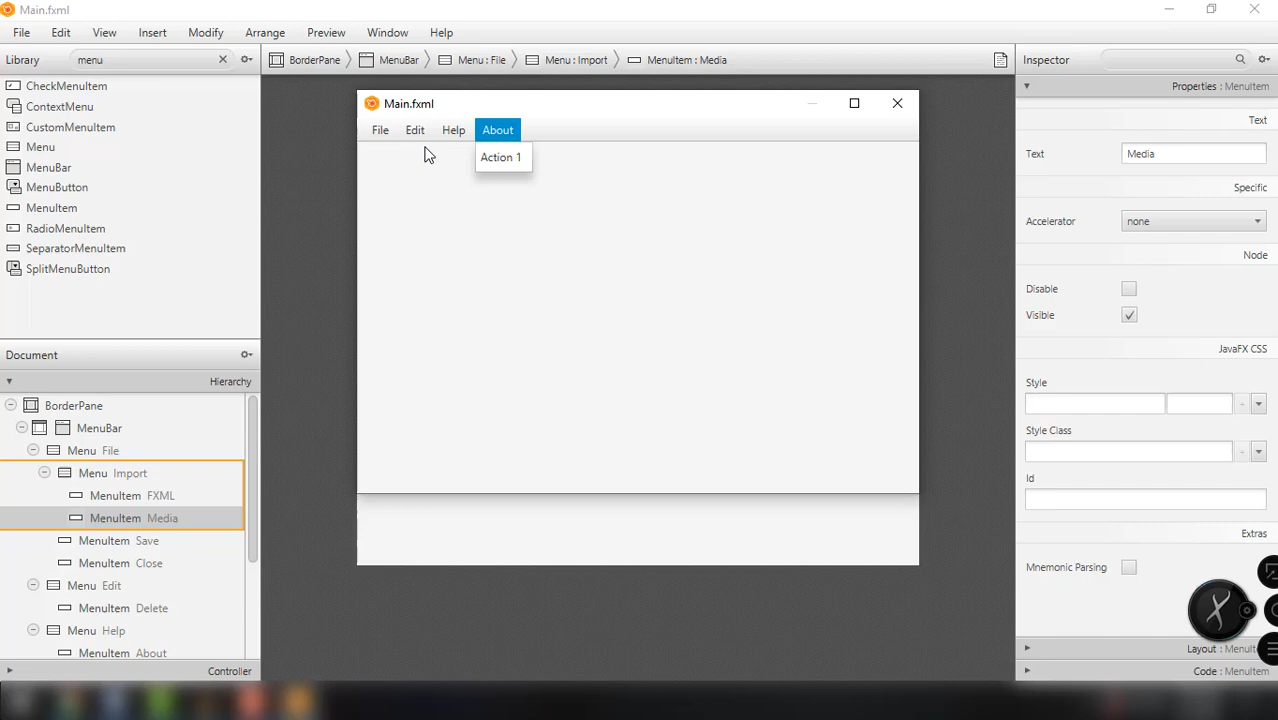 Main.fxml
File Edit View Insert Arrange Modify Preview Window Help
Library menu
BorderPane MenuBar Menu : File Menu : Import MenuItem : Media
Inspector
CheckMenuItem
ContextMenu
CustomMenuItem
Menu
MenuBar
MenuButton
MenuItem
RadioMenuItem
SeparatorMenuItem
SplitMenuButton
Document
Hierarchy
BorderPane
MenuBar
Menu File
Menu Import
MenuItem FXML
MenuItem Media
MenuItem Save
MenuItem Close
Menu Edit
MenuItem Delete
Menu Help
MenuItem About
Controller
Main.fxml
File Edit Help About
Action 1
Properties : MenuItem
Text
Text Media
Specific
Accelerator none
Node
Disable
Visible
JavaFX CSS
Style
Style Class
Id
Extras
Mnemonic Parsing
Layout : MenuItem
Code : MenuItem